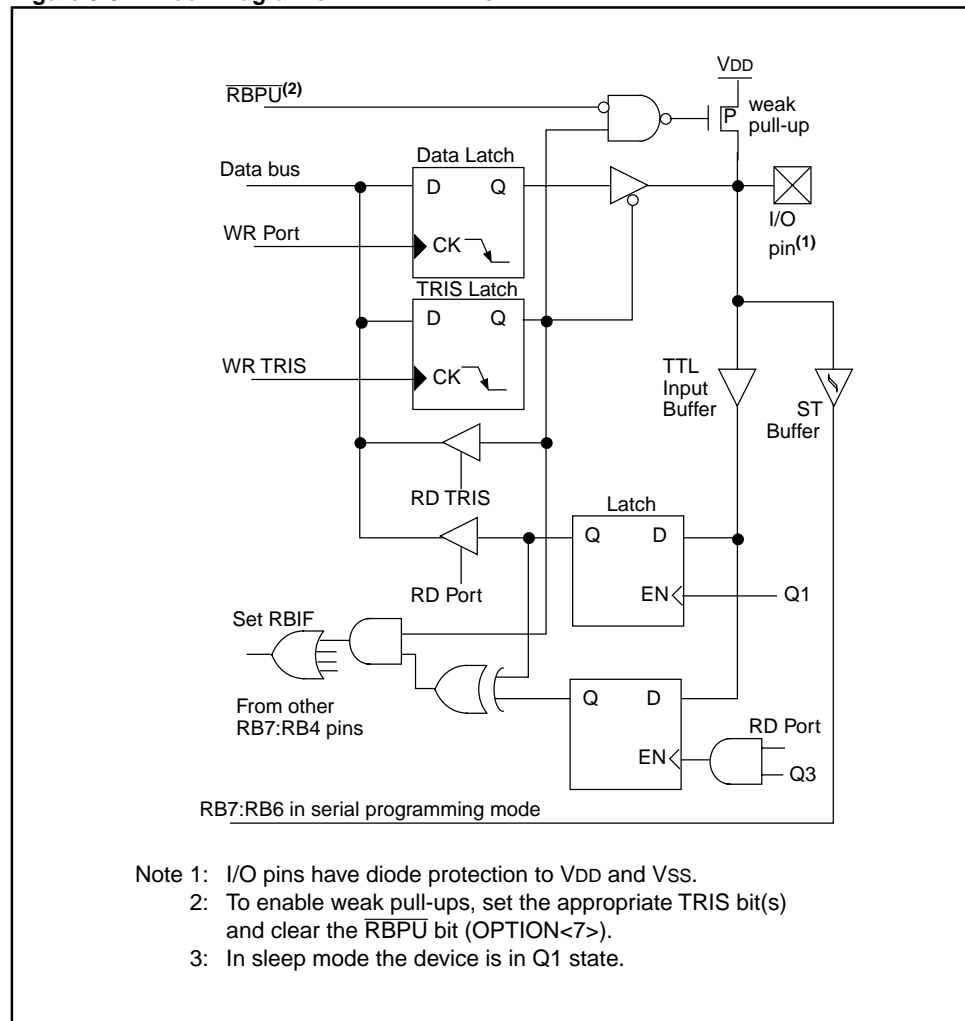 VDD
RBPU(2)
P
weak
pull-up
Data bus
Data Latch
D Q
I/O
pin(1)
WR Port
CK
TRIS Latch
D Q
WR TRIS
CK
TTL
Input
Buffer
ST
Buffer
RD TRIS
Latch
Q D
RD Port
EN
Q1
Set RBIF
From other
RB7:RB4 pins
Q D
RD Port
EN
Q3
RB7:RB6 in serial programming mode
Note 1: I/O pins have diode protection to VDD and VSS.
2: To enable weak pull-ups, set the appropriate TRIS bit(s)
and clear the RBPU bit (OPTION<7>).
3: In sleep mode the device is in Q1 state.